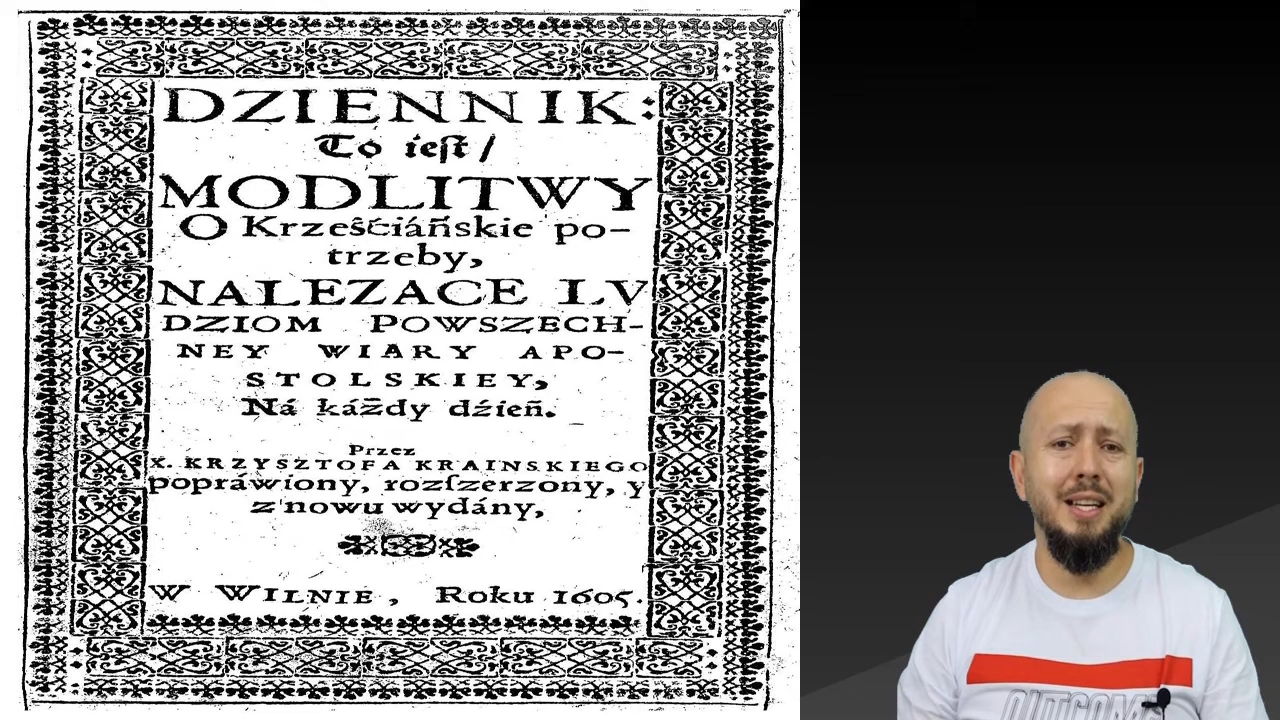 DZIENNIK:
To ieſt /
MODLITWY
O Krześćiáńskie po-
trzeby,
NALEZACE LV
DZIOM POWSZECH-
NEY WIARY APO-
STOLSKIEY,
Ná káżdy dźień.
Przez
X. KRZYSZTOFA KRAINSKIEGO
popráwiony, rozſzerzony, y
z'nowu wydány,
W WILNIE, Roku 1605.